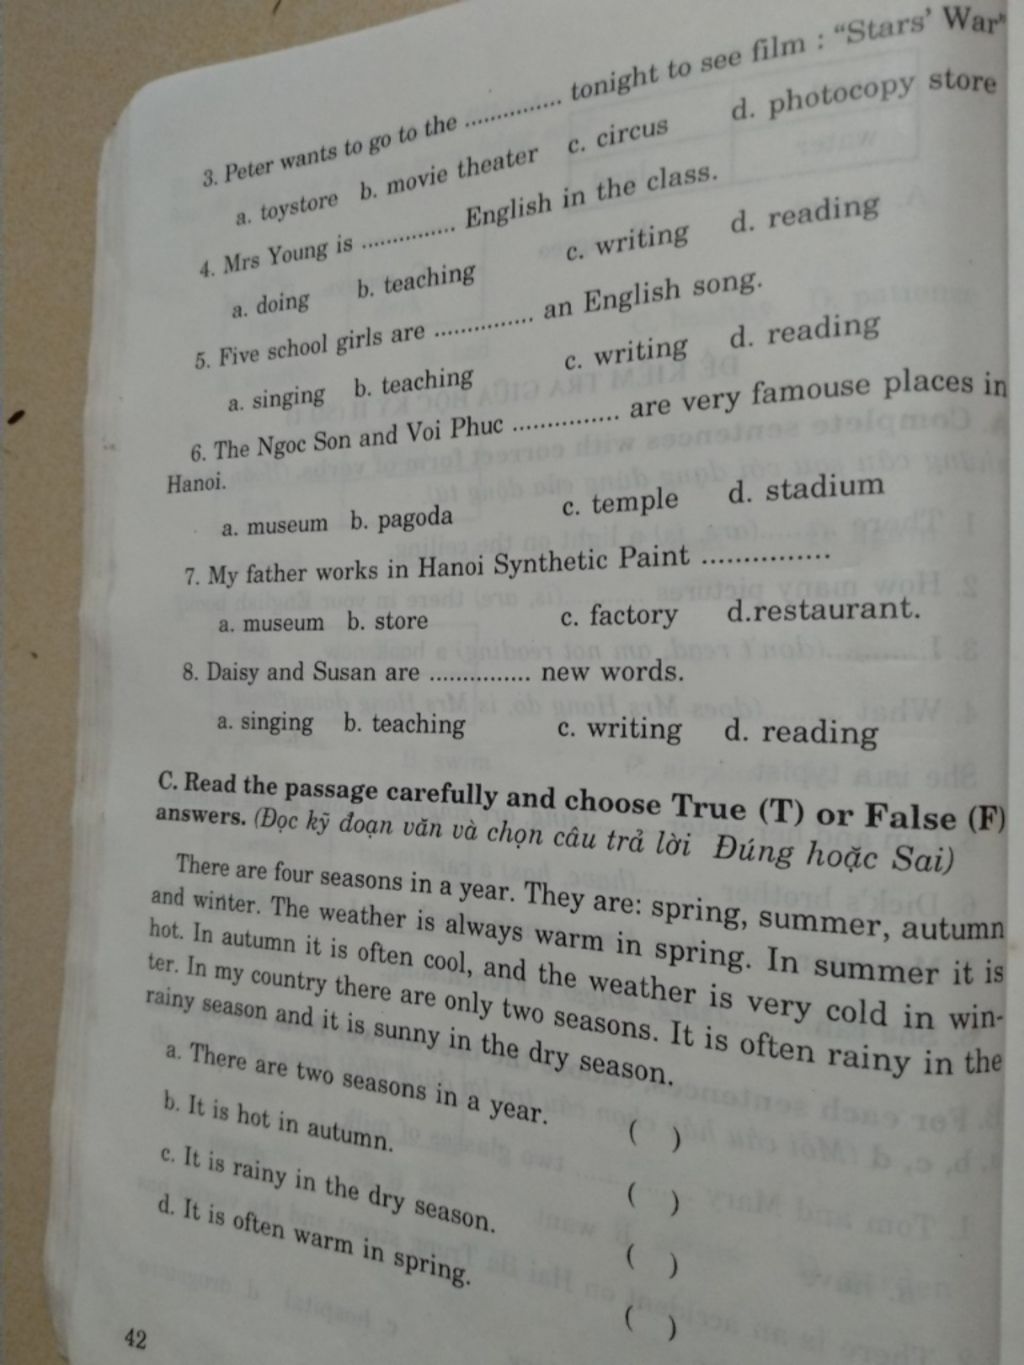 3. Peter wants to go to the .............. tonight to see film : “Stars’ War”
a. toystore b. movie theater c. circus d. photocopy store
4. Mrs Young is .............. English in the class.
a. doing b. teaching c. writing d. reading
5. Five school girls are .............. an English song.
a. singing b. teaching c. writing d. reading
6. The Ngoc Son and Voi Phuc ............... are very famouse places in
Hanoi.
a. museum b. pagoda c. temple d. stadium
7. My father works in Hanoi Synthetic Paint ...............
a. museum b. store c. factory d.restaurant.
8. Daisy and Susan are ............... new words.
a. singing b. teaching c. writing d. reading
C. Read the passage carefully and choose True (T) or False (F)
answers. (Đọc kỹ đoạn văn và chọn câu trả lời Đúng hoặc Sai)
There are four seasons in a year. They are: spring, summer, autumn
and winter. The weather is always warm in spring. In summer it is
hot. In autumn it is often cool, and the weather is very cold in win-
ter. In my country there are only two seasons. It is often rainy in the
rainy season and it is sunny in the dry season.
a. There are two seasons in a year. ( )
b. It is hot in autumn. ( )
c. It is rainy in the dry season. ( )
d. It is often warm in spring. ( )
42